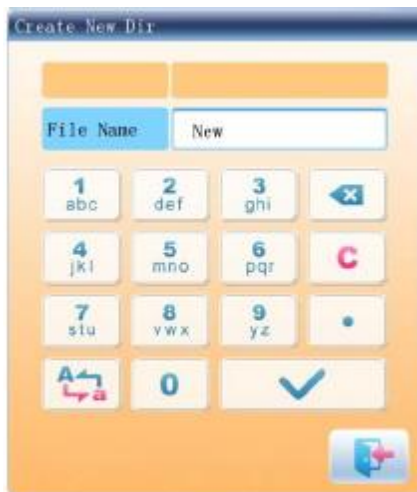 Create New Dir
File Name New
1 2 3
abc def ghi
4 5 6 C
jkl mno pqr
7 8 9 .
stu vwx yz
A a 0